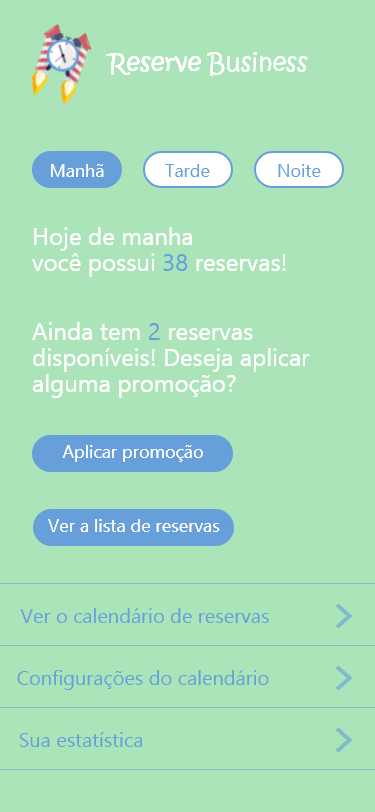 Reserve Business
Manhã
Tarde
Noite
Hoje de manha
você possui 38 reservas!
Ainda tem 2 reservas
disponíveis! Deseja aplicar
alguma promoção?
Aplicar promoção
Ver a lista de reservas
Ver o calendário de reservas
Configurações do calendário
Sua estatística